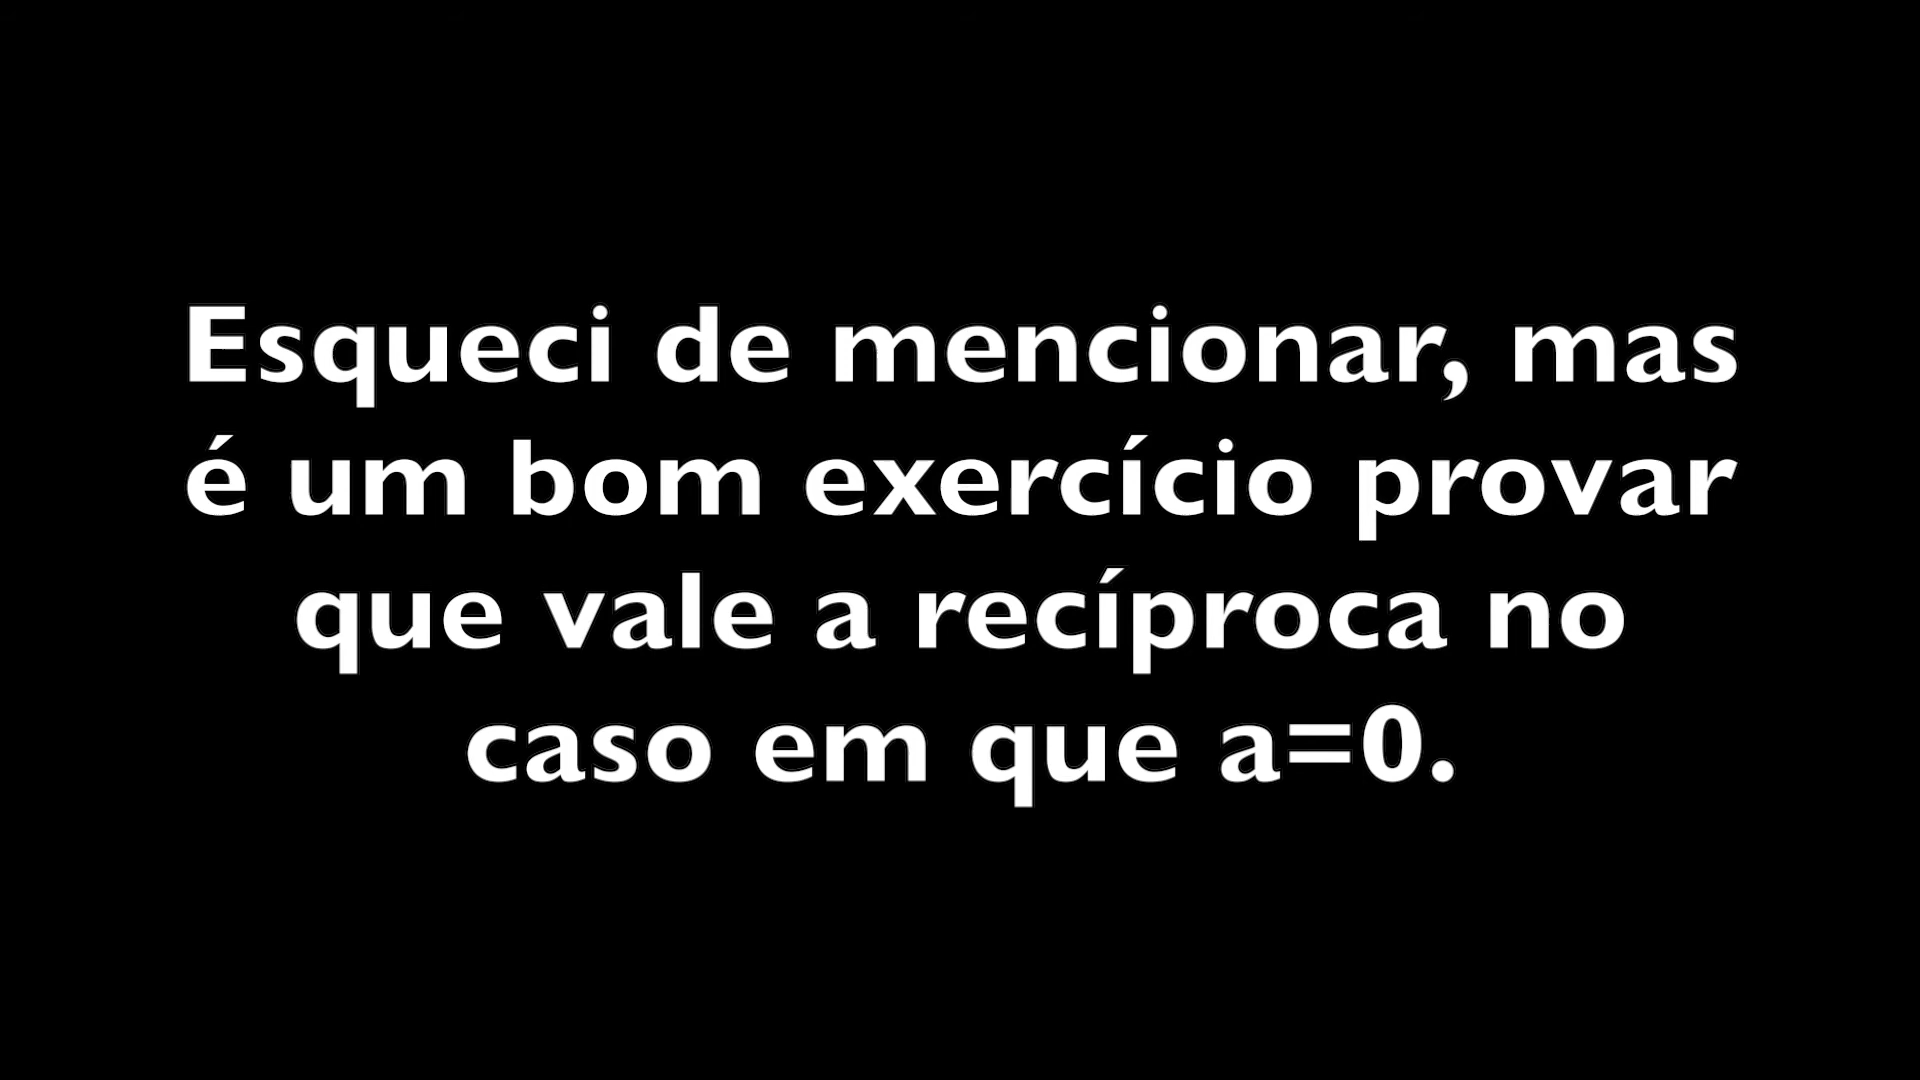 Esqueci de mencionar, mas
é um bom exercício provar
que vale a recíproca no
caso em que a=0.